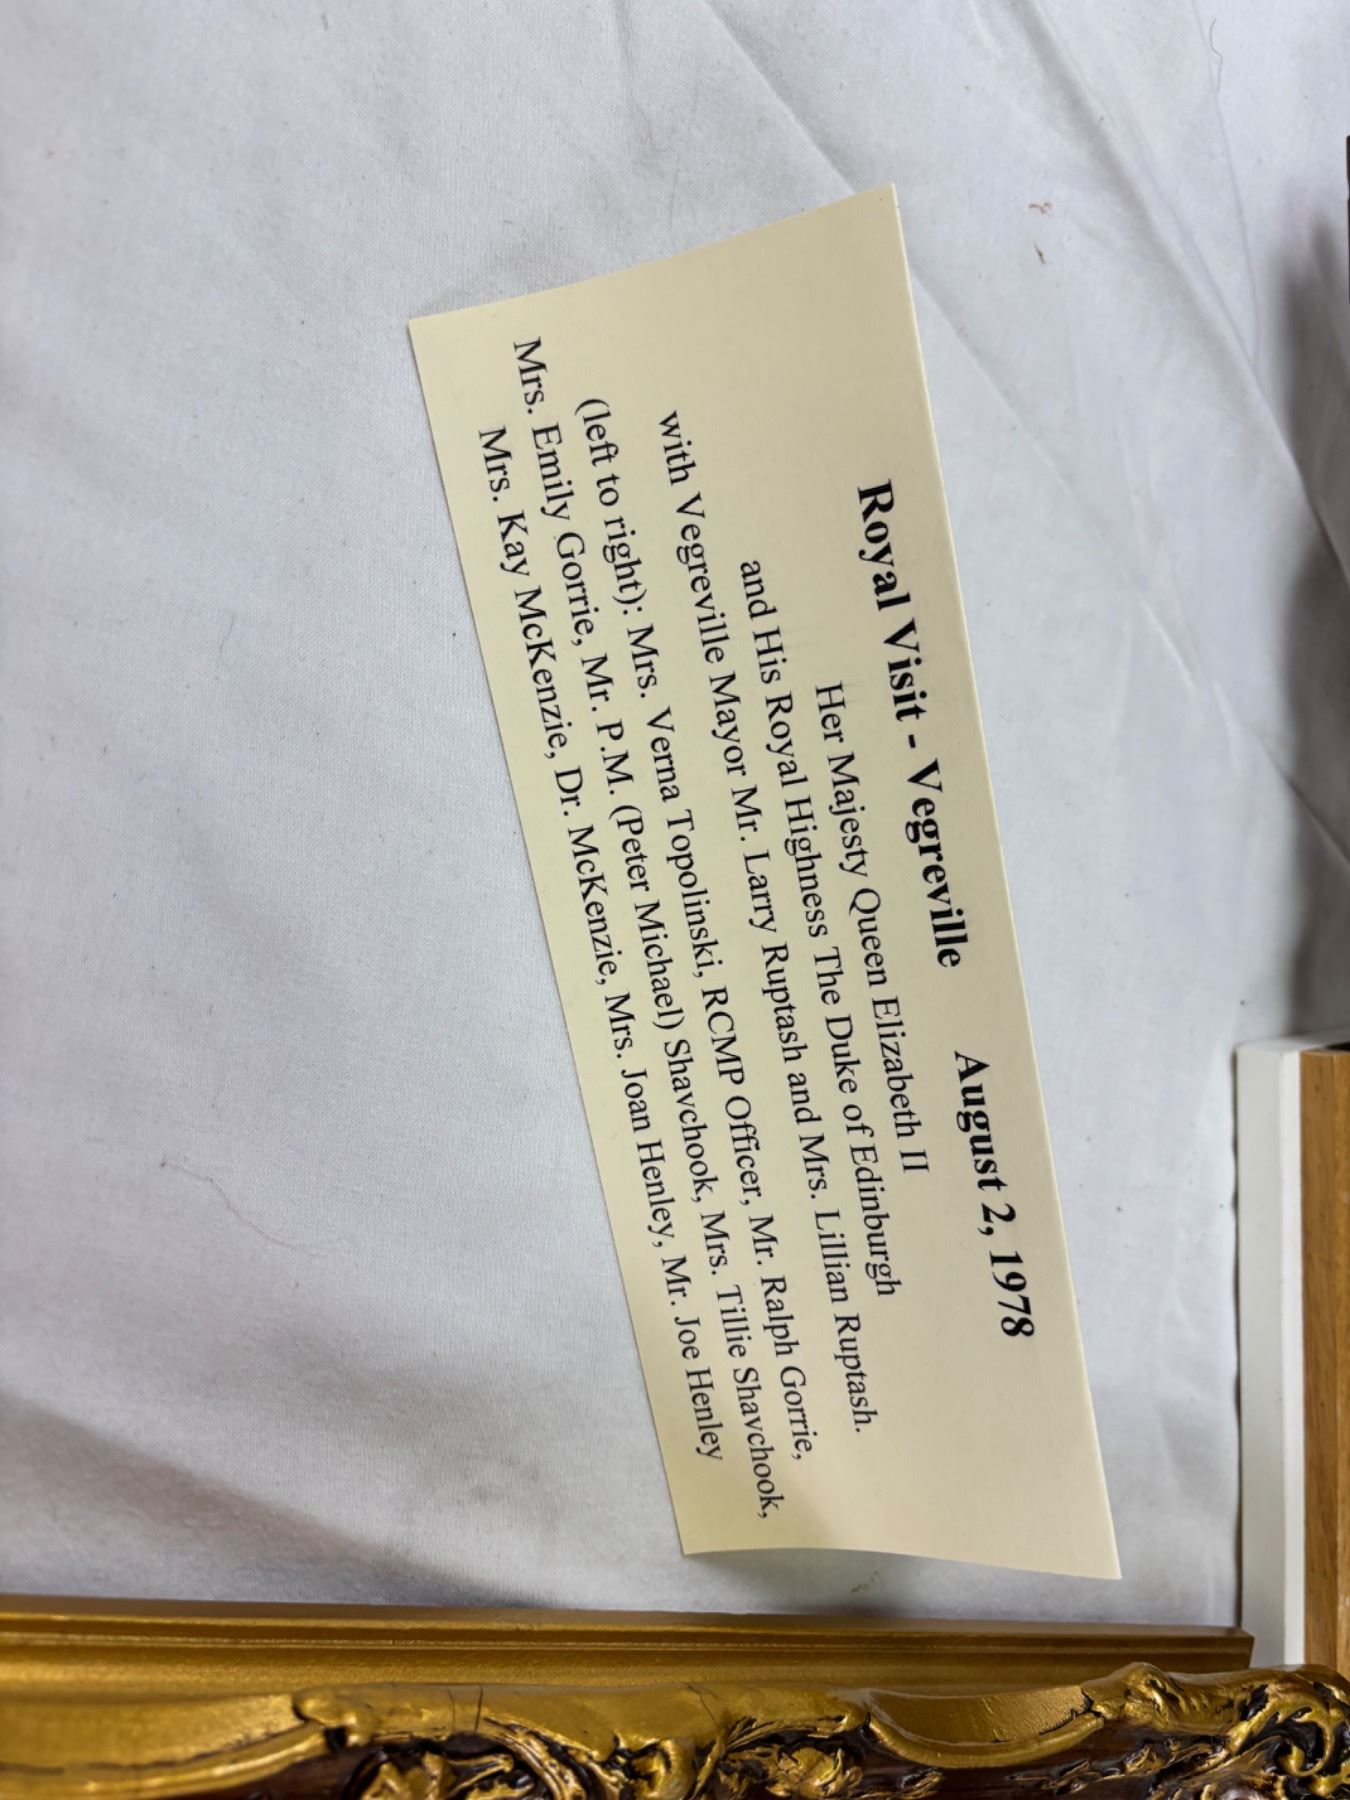 Royal Visit - Vegreville August 2, 1978
Her Majesty Queen Elizabeth II
and His Royal Highness The Duke of Edinburgh
with Vegreville Mayor Mr. Larry Ruptash and Mrs. Lillian Ruptash.
(left to right): Mrs. Verna Topolinski, RCMP Officer, Mr. Ralph Gorrie,
Mrs. Emily Gorrie, Mr. P.M. (Peter Michael) Shavchook, Mrs. Tillie Shavchook,
Mrs. Kay McKenzie, Dr. McKenzie, Mrs. Joan Henley, Mr. Joe Henley